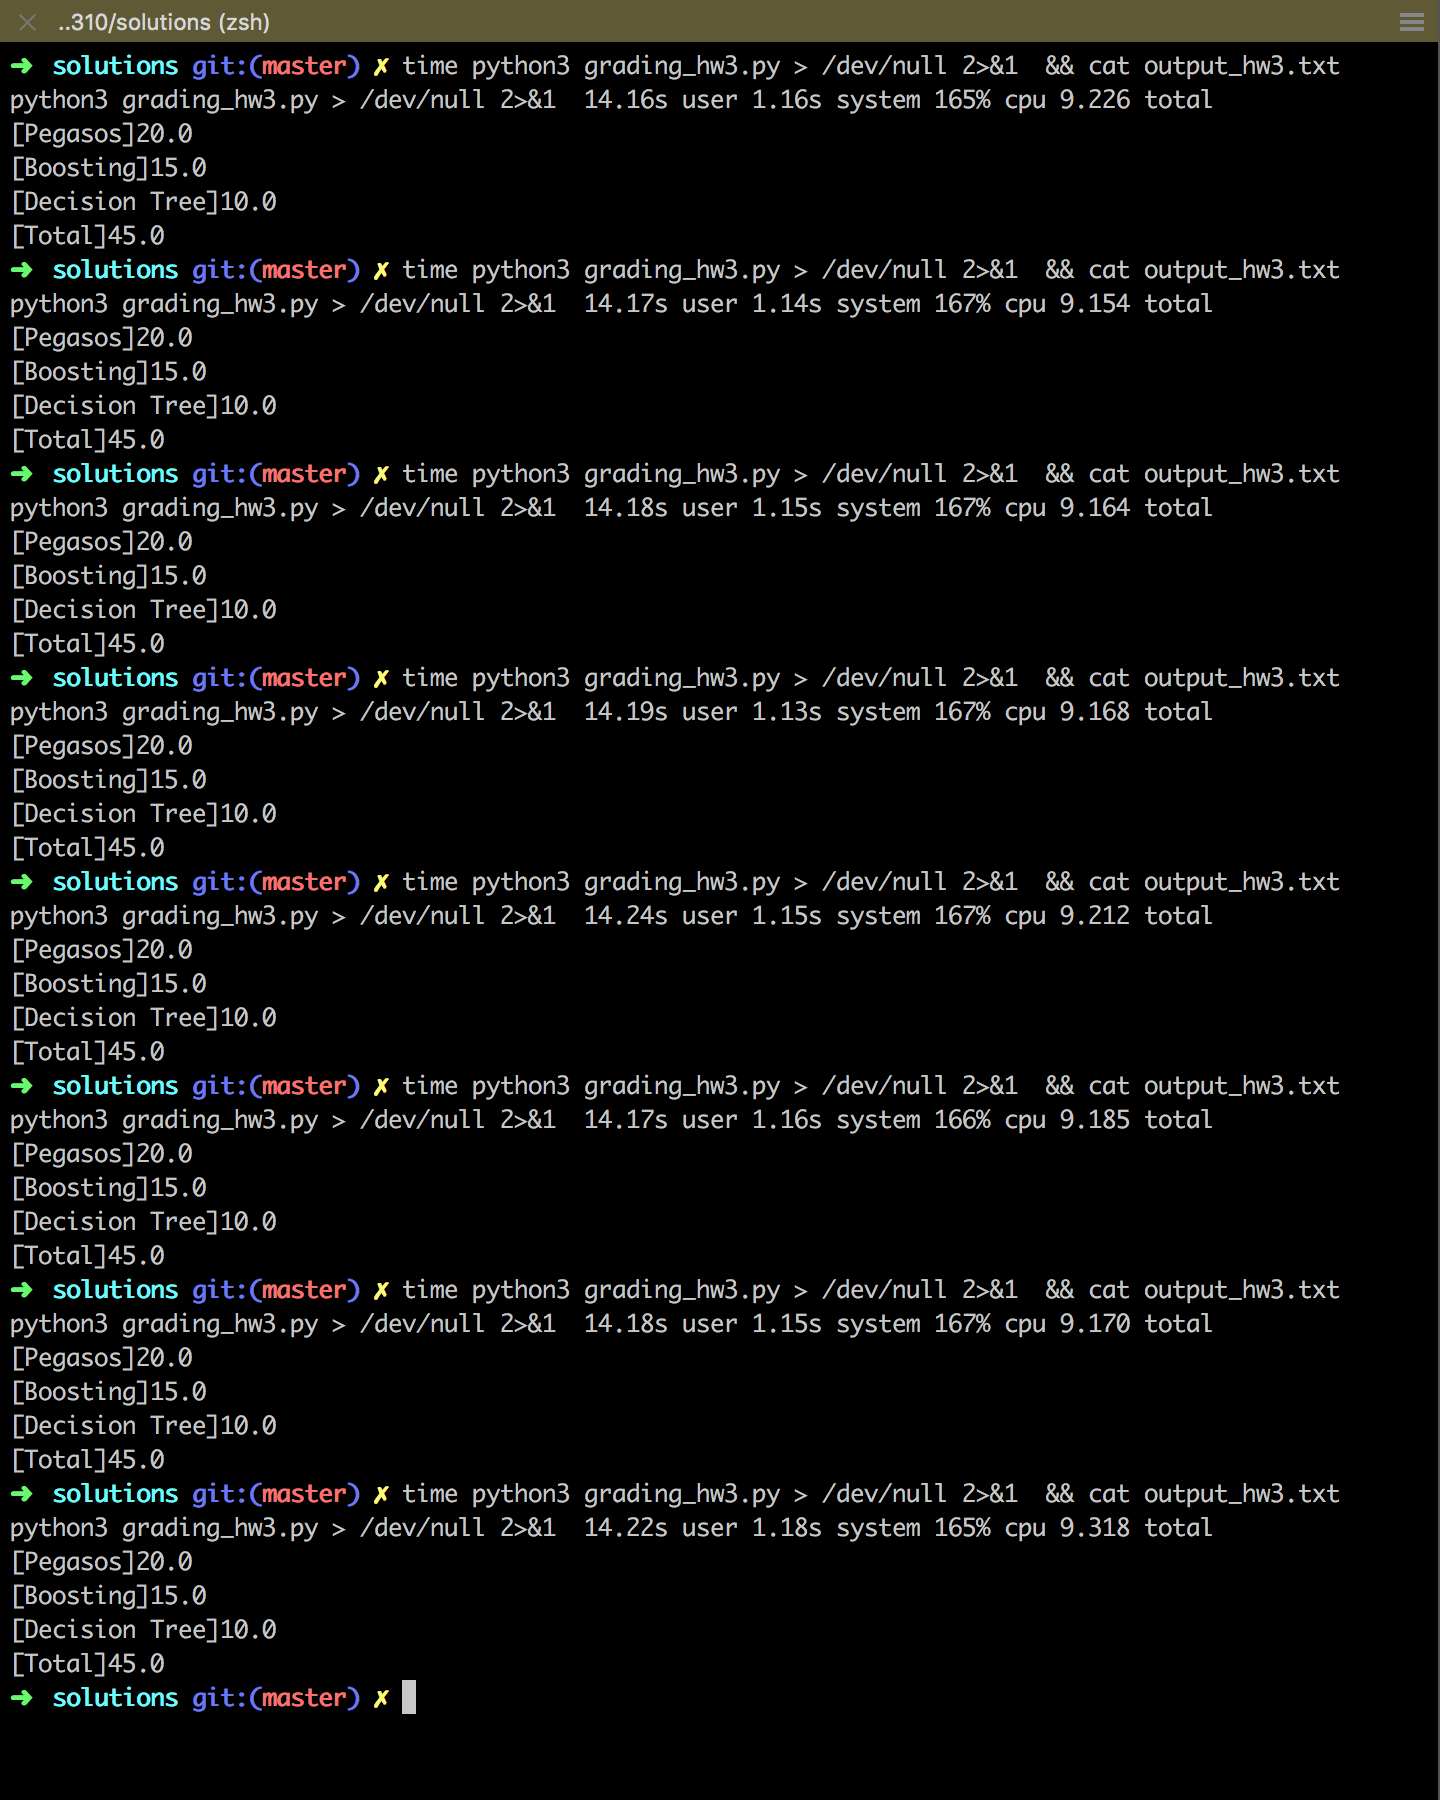 ..310/solutions (zsh)
➜ solutions git:(master) ✗ time python3 grading_hw3.py > /dev/null 2>&1  && cat output_hw3.txt
python3 grading_hw3.py > /dev/null 2>&1  14.16s user 1.16s system 165% cpu 9.226 total
[Pegasos]20.0
[Boosting]15.0
[Decision Tree]10.0
[Total]45.0
➜ solutions git:(master) ✗ time python3 grading_hw3.py > /dev/null 2>&1  && cat output_hw3.txt
python3 grading_hw3.py > /dev/null 2>&1  14.17s user 1.14s system 167% cpu 9.154 total
[Pegasos]20.0
[Boosting]15.0
[Decision Tree]10.0
[Total]45.0
➜ solutions git:(master) ✗ time python3 grading_hw3.py > /dev/null 2>&1  && cat output_hw3.txt
python3 grading_hw3.py > /dev/null 2>&1  14.18s user 1.15s system 167% cpu 9.164 total
[Pegasos]20.0
[Boosting]15.0
[Decision Tree]10.0
[Total]45.0
➜ solutions git:(master) ✗ time python3 grading_hw3.py > /dev/null 2>&1  && cat output_hw3.txt
python3 grading_hw3.py > /dev/null 2>&1  14.19s user 1.13s system 167% cpu 9.168 total
[Pegasos]20.0
[Boosting]15.0
[Decision Tree]10.0
[Total]45.0
➜ solutions git:(master) ✗ time python3 grading_hw3.py > /dev/null 2>&1  && cat output_hw3.txt
python3 grading_hw3.py > /dev/null 2>&1  14.24s user 1.15s system 167% cpu 9.212 total
[Pegasos]20.0
[Boosting]15.0
[Decision Tree]10.0
[Total]45.0
➜ solutions git:(master) ✗ time python3 grading_hw3.py > /dev/null 2>&1  && cat output_hw3.txt
python3 grading_hw3.py > /dev/null 2>&1  14.17s user 1.16s system 166% cpu 9.185 total
[Pegasos]20.0
[Boosting]15.0
[Decision Tree]10.0
[Total]45.0
➜ solutions git:(master) ✗ time python3 grading_hw3.py > /dev/null 2>&1  && cat output_hw3.txt
python3 grading_hw3.py > /dev/null 2>&1  14.18s user 1.15s system 167% cpu 9.170 total
[Pegasos]20.0
[Boosting]15.0
[Decision Tree]10.0
[Total]45.0
➜ solutions git:(master) ✗ time python3 grading_hw3.py > /dev/null 2>&1  && cat output_hw3.txt
python3 grading_hw3.py > /dev/null 2>&1  14.22s user 1.18s system 165% cpu 9.318 total
[Pegasos]20.0
[Boosting]15.0
[Decision Tree]10.0
[Total]45.0
➜ solutions git:(master) ✗